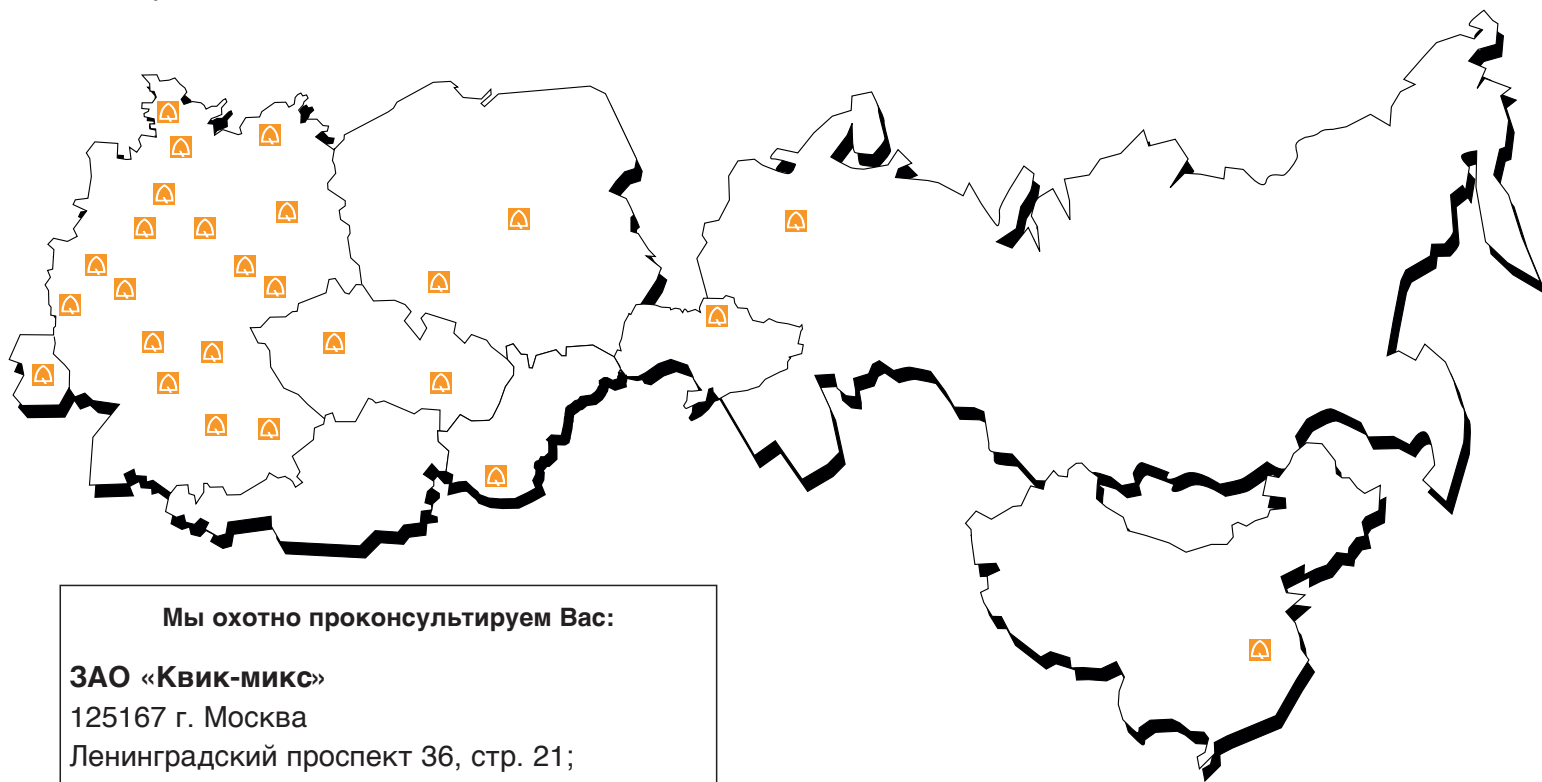 Мы охотно проконсультируем Вас:
ЗАО «Квик-микс»
125167 г. Москва
Ленинградский проспект 36, стр. 21;